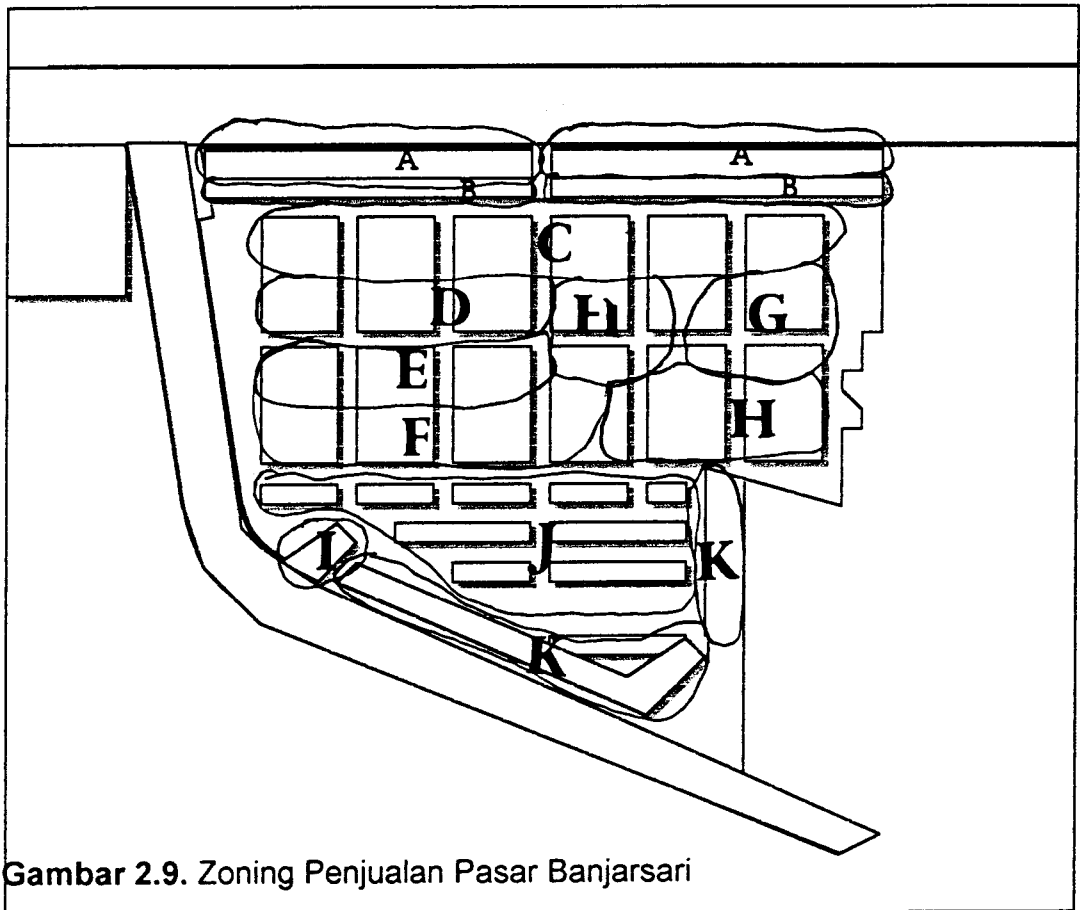 A A
B B
C
D H G
E
F H
I J K
K
Gambar 2.9. Zoning Penjualan Pasar Banjarsari